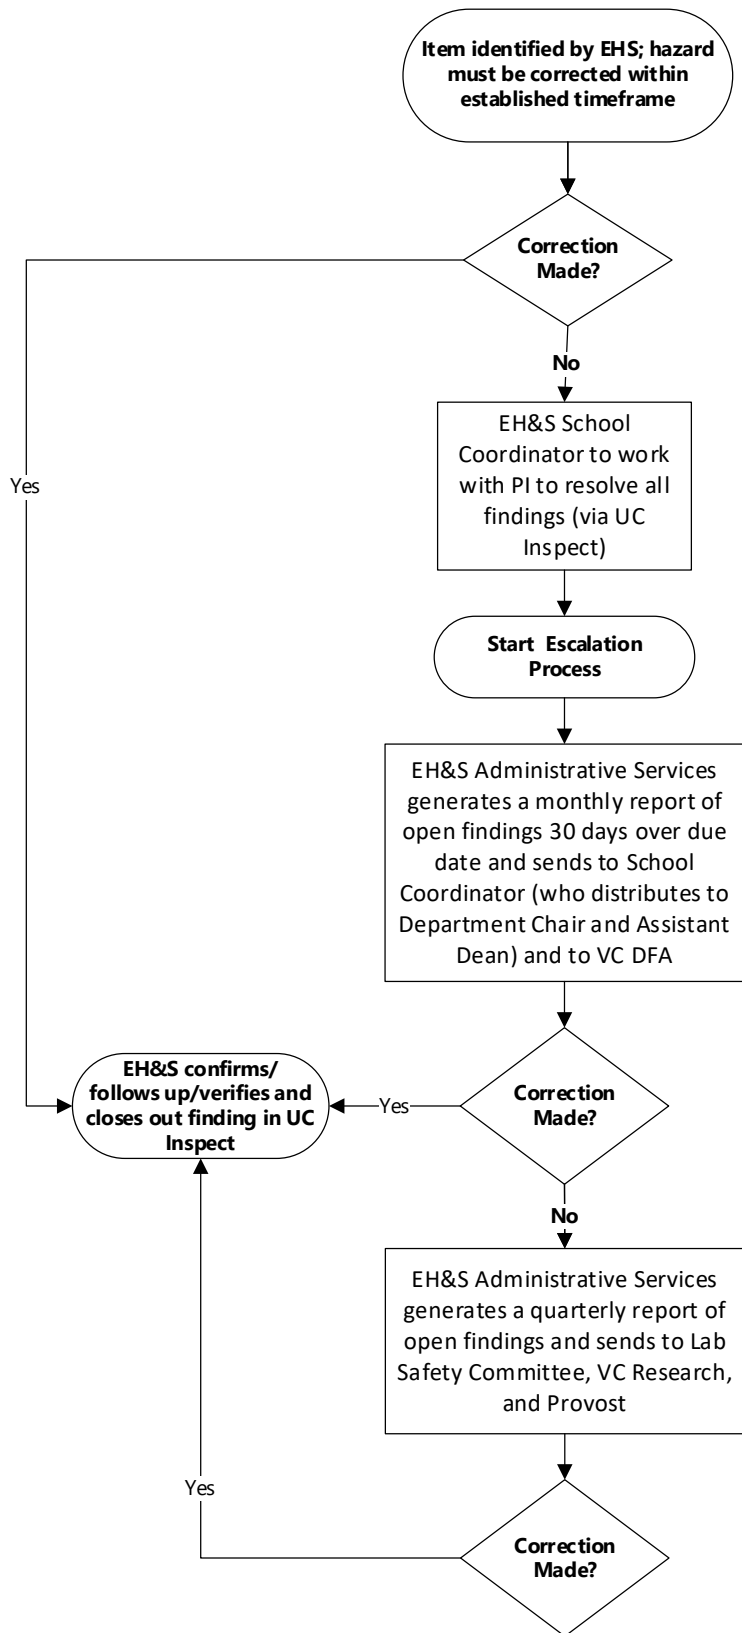 Item identified by EHS; hazard
must be corrected within
established timeframe
Correction
Made?
No
Yes
EH&S School
Coordinator to work
with PI to resolve all
findings (via UC
Inspect)
Start  Escalation
Process
EH&S Administrative Services
generates a monthly report of
open findings 30 days over due
date and sends to School
Coordinator (who distributes to
Department Chair and Assistant
Dean) and to VC DFA
EH&S confirms/
follows up/verifies and
closes out finding in UC
Inspect
Yes
Correction
Made?
No
EH&S Administrative Services
generates a quarterly report of
open findings and sends to Lab
Safety Committee, VC Research,
and Provost
Yes
Correction
Made?